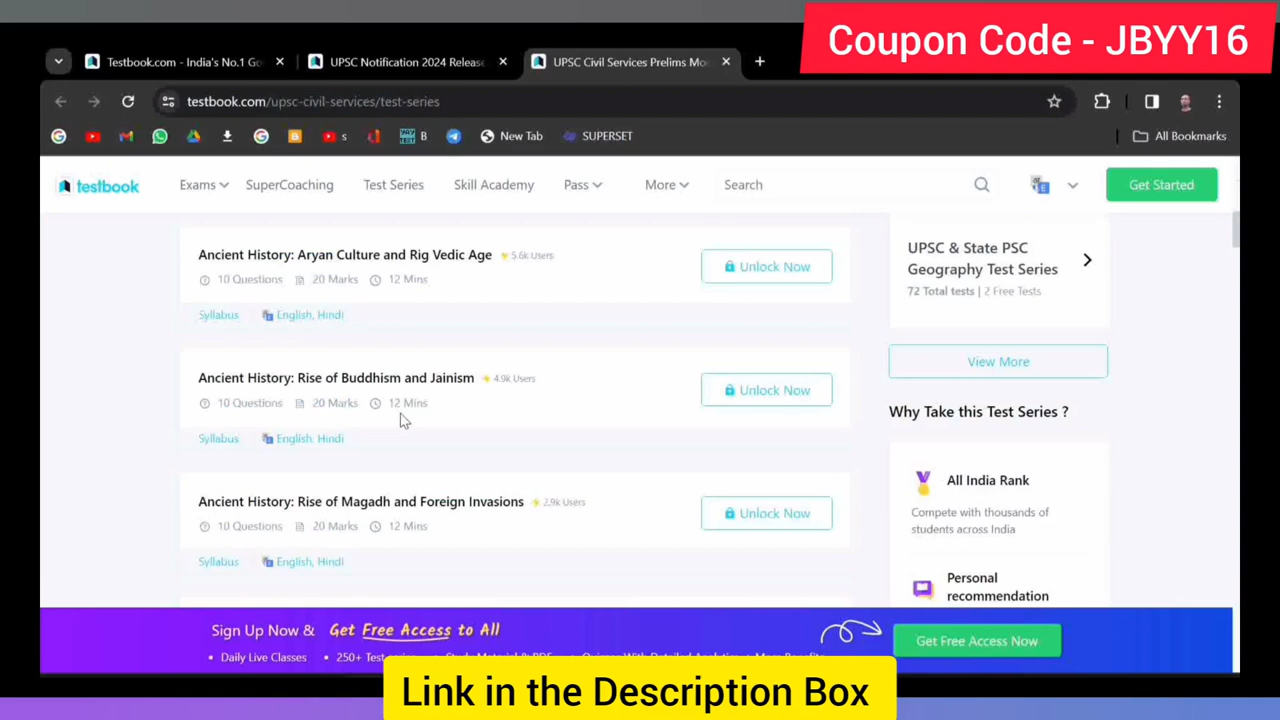 Coupon Code - JBYY16
Testbook.com - India's No.1 Go
UPSC Notification 2024 Release
UPSC Civil Services Prelims Mo
testbook.com/upsc-civil-services/test-series
s
B
New Tab
SUPERSET
All Bookmarks
testbook
Exams
SuperCoaching
Test Series
Skill Academy
Pass
More
Search
Get Started
Ancient History: Aryan Culture and Rig Vedic Age 5.6k Users
10 Questions 20 Marks 12 Mins
Unlock Now
Syllabus English, Hindi
Ancient History: Rise of Buddhism and Jainism 4.9k Users
10 Questions 20 Marks 12 Mins
Unlock Now
Syllabus English, Hindi
Ancient History: Rise of Magadh and Foreign Invasions 2.9k Users
10 Questions 20 Marks 12 Mins
Unlock Now
Syllabus English, Hindi
UPSC & State PSC
Geography Test Series
72 Total tests | 2 Free Tests
View More
Why Take this Test Series ?
All India Rank
Compete with thousands of
students across India
Personal
recommendation
Sign Up Now & Get Free Access to All
• Daily Live Classes • 250+ Test
Get Free Access Now
Link in the Description Box